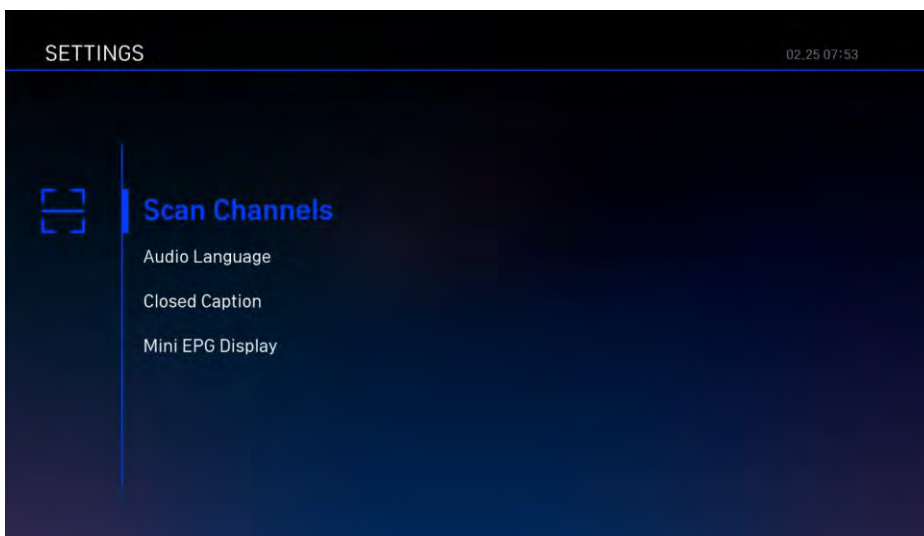 SETTINGS
02.25 07:53
Scan Channels
Audio Language
Closed Caption
Mini EPG Display